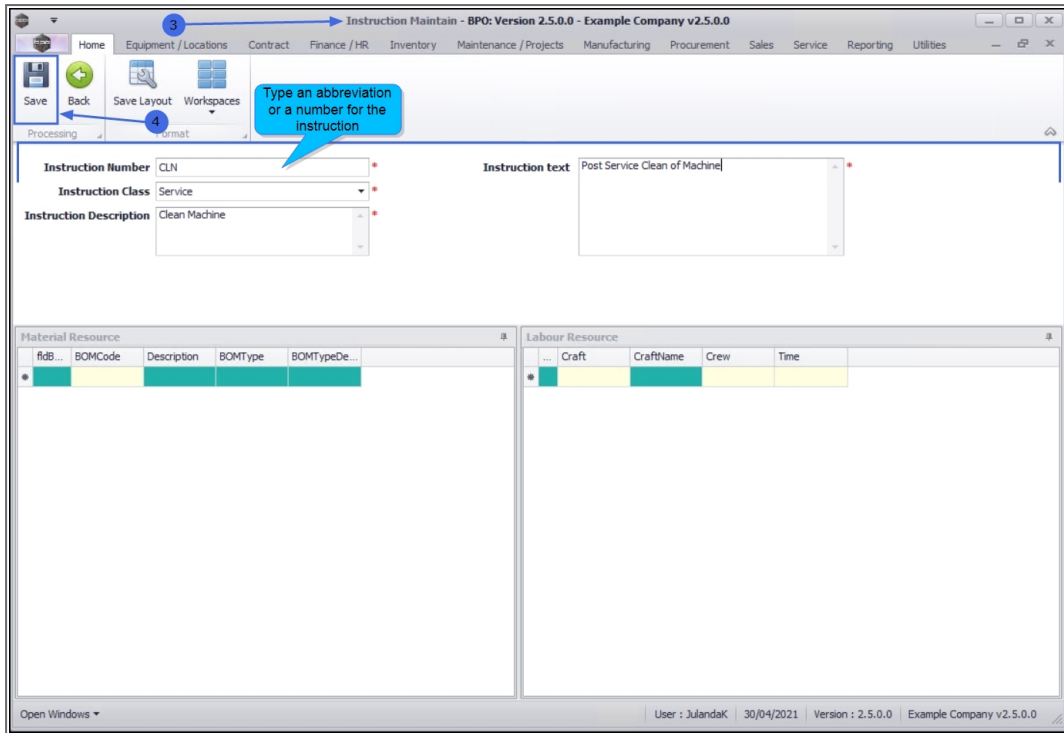 3
Instruction Maintain - BPO: Version 2.5.0.0 - Example Company v2.5.0.0
Home Equipment / Locations Contract Finance / HR Inventory Maintenance / Projects Manufacturing Procurement Sales Service Reporting Utilities
Save Back Save Layout Workspaces
Type an abbreviation
or a number for the
instruction
4
Processing Format
Instruction Number CLN * Instruction text Post Service Clean of Machine *
Instruction Class Service *
Instruction Description Clean Machine *
Material Resource Labour Resource
fldB... BOMCode Description BOMType BOMTypeDe... ... Craft CraftName Crew Time
Open Windows User : JulandaK 30/04/2021 Version : 2.5.0.0 Example Company v2.5.0.0